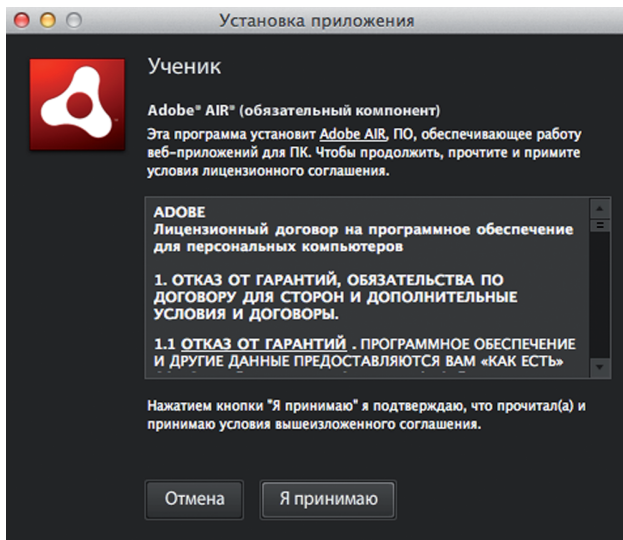 Установка приложения
Ученик
Adobe® AIR® (обязательный компонент)
Эта программа установит Adobe AIR, ПО, обеспечивающее работу
веб-приложений для ПК. Чтобы продолжить, прочтите и примите
условия лицензионного соглашения.
ADOBE
Лицензионный договор на программное обеспечение
для персональных компьютеров
1. ОТКАЗ ОТ ГАРАНТИЙ, ОБЯЗАТЕЛЬСТВА ПО
ДОГОВОРУ ДЛЯ СТОРОН И ДОПОЛНИТЕЛЬНЫЕ
УСЛОВИЯ И ДОГОВОРЫ.
1.1 ОТКАЗ ОТ ГАРАНТИЙ . ПРОГРАММНОЕ ОБЕСПЕЧЕНИЕ
И ДРУГИЕ ДАННЫЕ ПРЕДОСТАВЛЯЮТСЯ ВАМ «КАК ЕСТЬ»
Нажатием кнопки "Я принимаю" я подтверждаю, что прочитал(а) и
принимаю условия вышеизложенного соглашения.
Отмена
Я принимаю